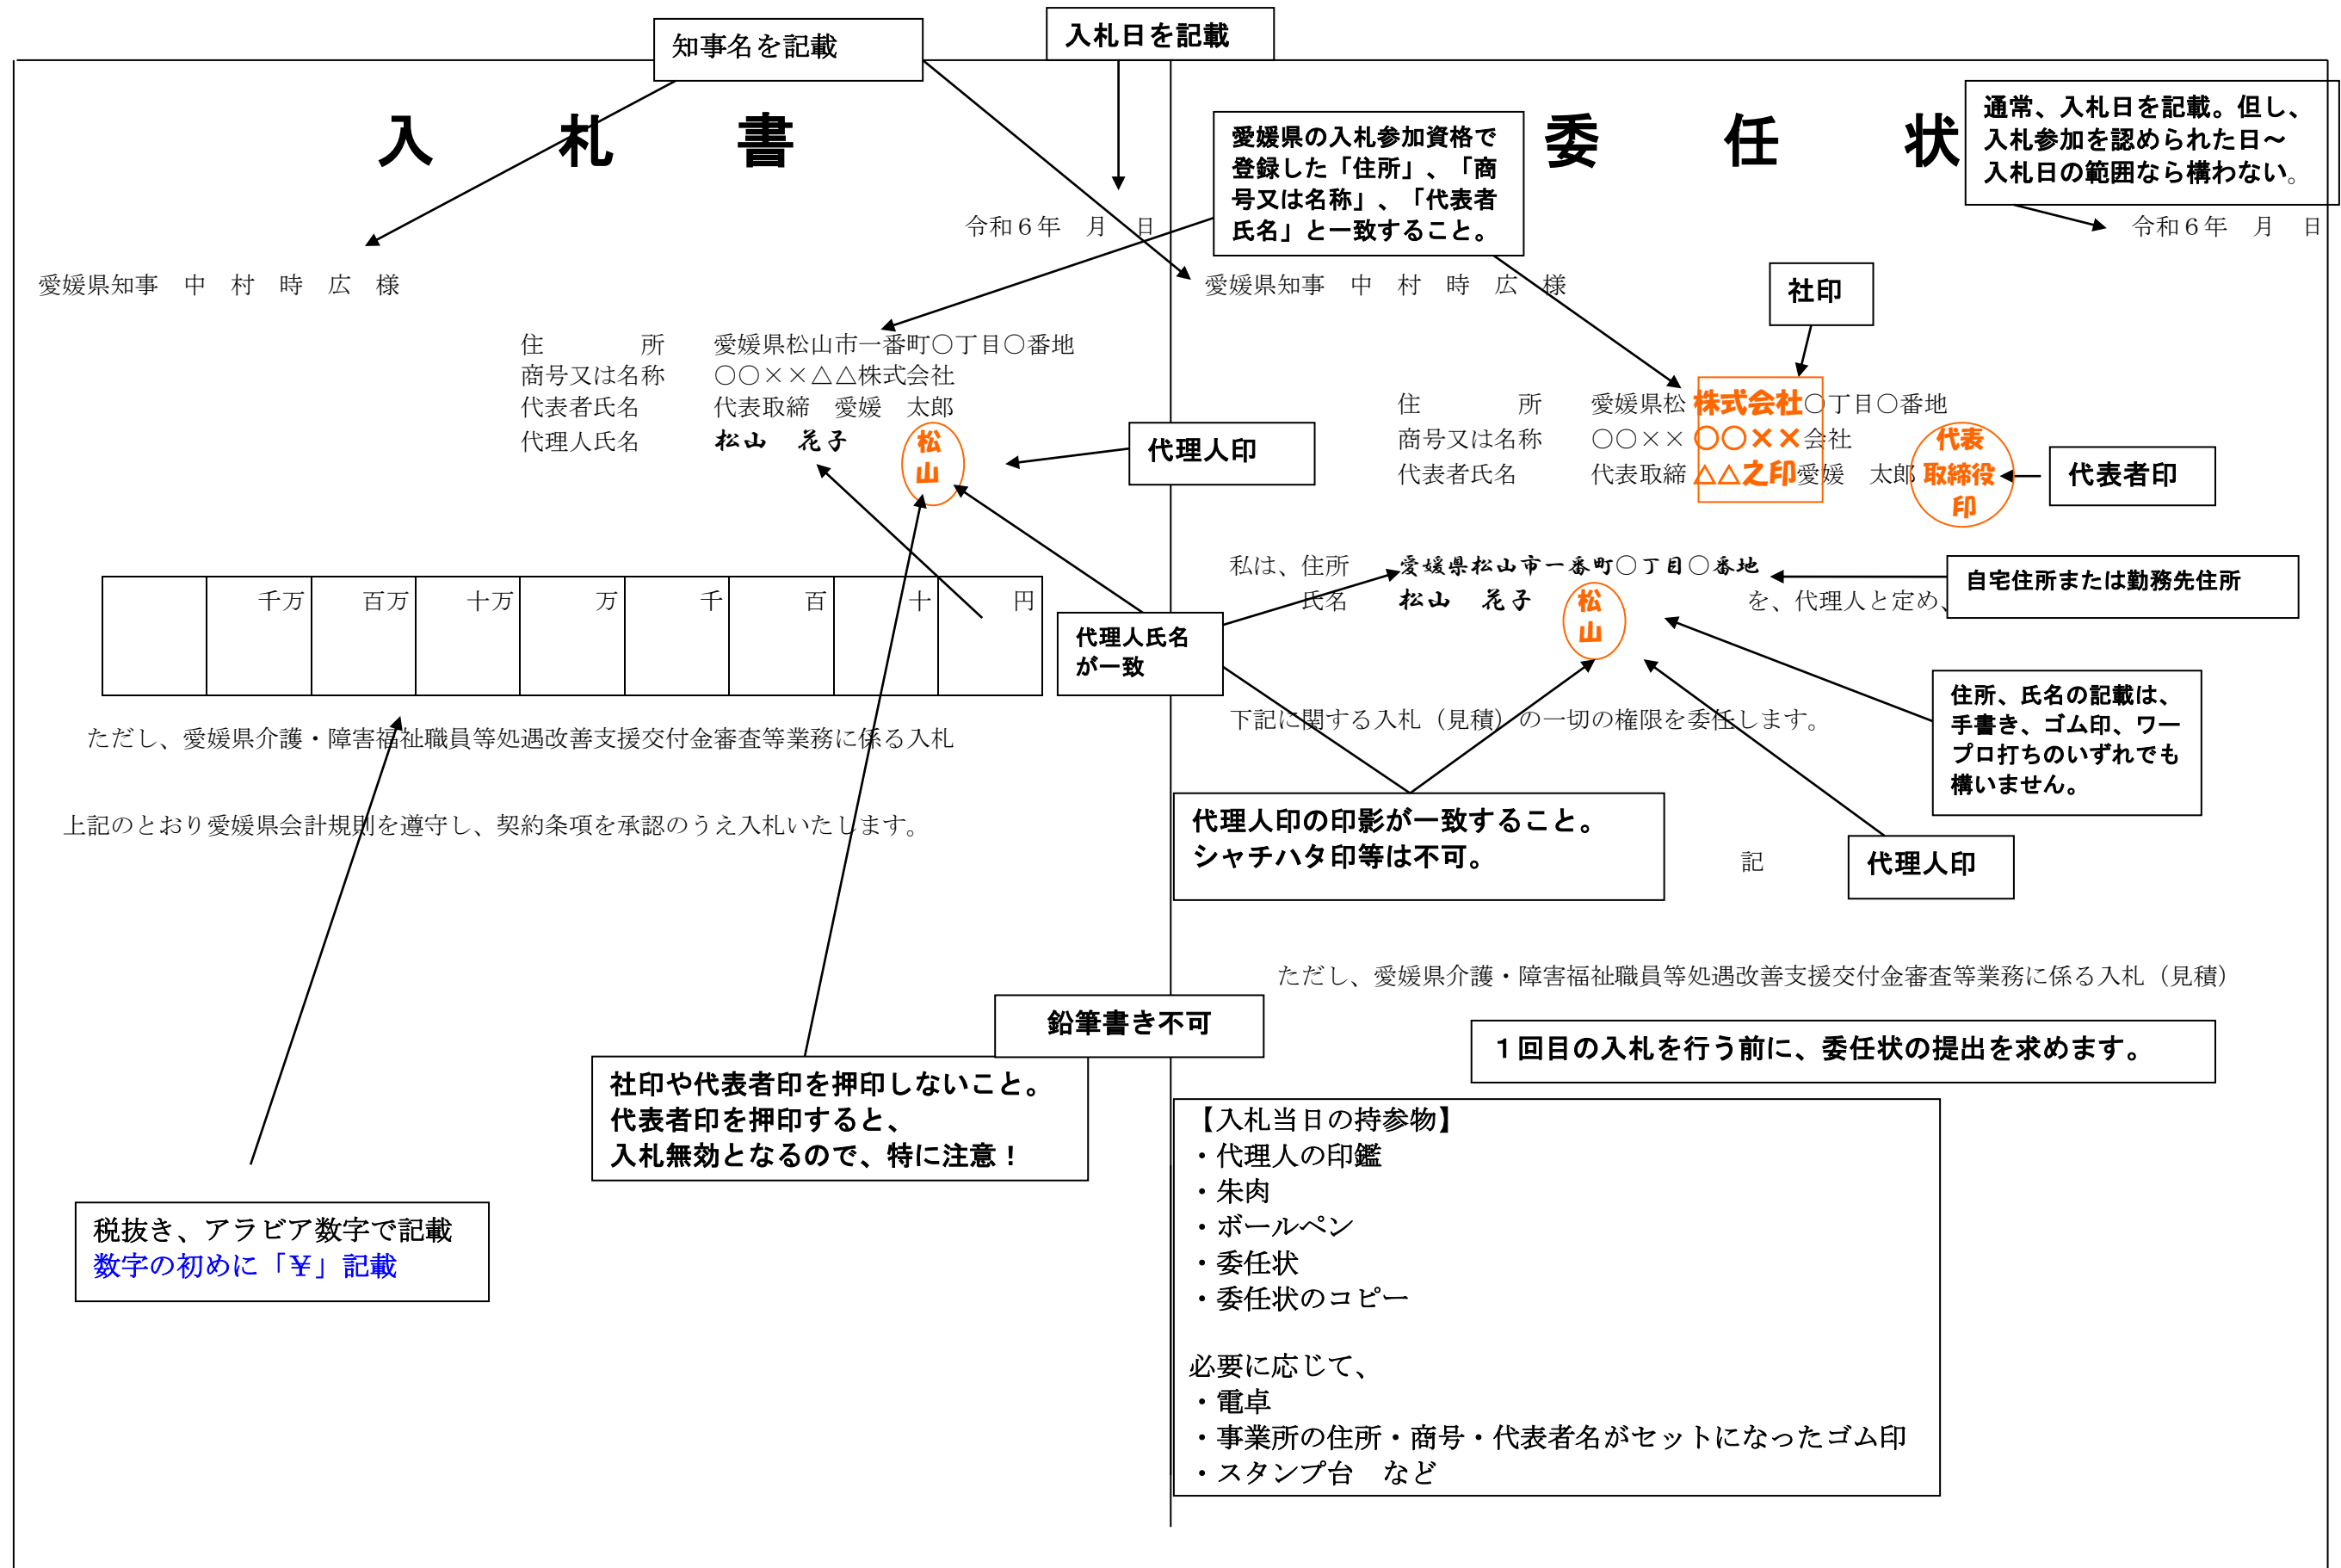 知事名を記載
入札日を記載
入　札　書
令和６年　月　日
愛媛県知事　中　村　時　広　様
住　　　　所　　愛媛県松山市一番町○丁目○番地
商号又は名称　　○○××△△株式会社
代表者氏名　　　代表取締　愛媛　太郎
代理人氏名　　　松山　花子
松
山
代理人印
千万　百万　十万　万　千　百　十　円
ただし、愛媛県介護・障害福祉職員等処遇改善支援交付金審査等業務に係る入札
上記のとおり愛媛県会計規則を遵守し、契約条項を承認のうえ入札いたします。
鉛筆書き不可
社印や代表者印を押印しないこと。
代表者印を押印すると、
入札無効となるので、特に注意！
税抜き、アラビア数字で記載
数字の初めに「￥」記載
愛媛県の入札参加資格で
登録した「住所」、「商
号又は名称」、「代表者
氏名」と一致すること。
委　任　状
通常、入札日を記載。但し、
入札参加を認められた日～
入札日の範囲なら構わない。
令和６年　月　日
愛媛県知事　中　村　時　広　様
社印
住　　　　所　　愛媛県松　　　○丁目○番地
商号又は名称　　○○××　　　会社
代表者氏名　　　代表取締　　　愛媛　太郎
株式会社
○○××
△△之印
代表
取締役
印
代表者印
私は、住所　　愛媛県松山市一番町○丁目○番地
氏名　　松山　花子　　　　　を、代理人と定め、
松
山
自宅住所または勤務先住所
代理人氏名
が一致
住所、氏名の記載は、
手書き、ゴム印、ワー
プロ打ちのいずれでも
構いません。
下記に関する入札（見積）の一切の権限を委任します。
代理人印の印影が一致すること。
シャチハタ印等は不可。
記
代理人印
ただし、愛媛県介護・障害福祉職員等処遇改善支援交付金審査等業務に係る入札（見積）
１回目の入札を行う前に、委任状の提出を求めます。
【入札当日の持参物】
・代理人の印鑑
・朱肉
・ボールペン
・委任状
・委任状のコピー
必要に応じて、
・電卓
・事業所の住所・商号・代表者名がセットになったゴム印
・スタンプ台　など